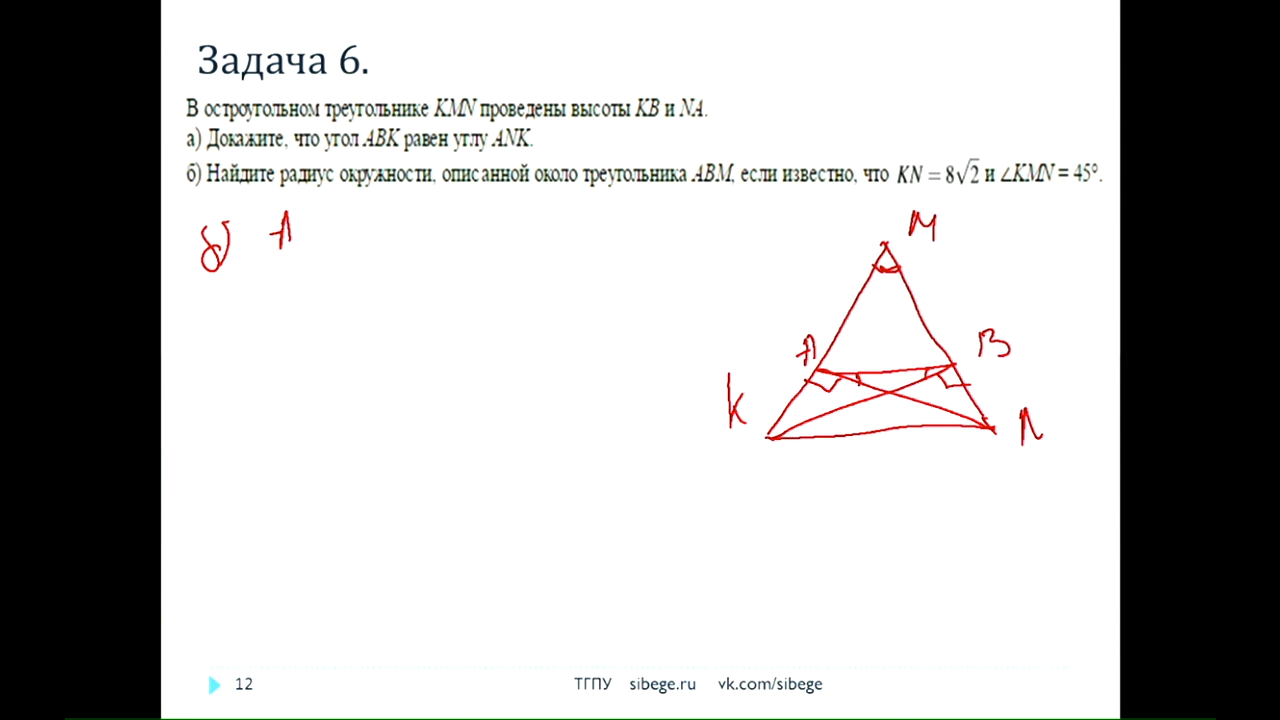 Задача 6.
В остроугольном треугольнике KMN проведены высоты KB и NA.
а) Докажите, что угол ABK равен углу ANK.
б) Найдите радиус окружности, описанной около треугольника ABM, если известно, что KN = 8√2 и ∠KMN = 45°.
б) A
M
A
B
K
N
12
ТГПУ sibege.ru vk.com/sibege